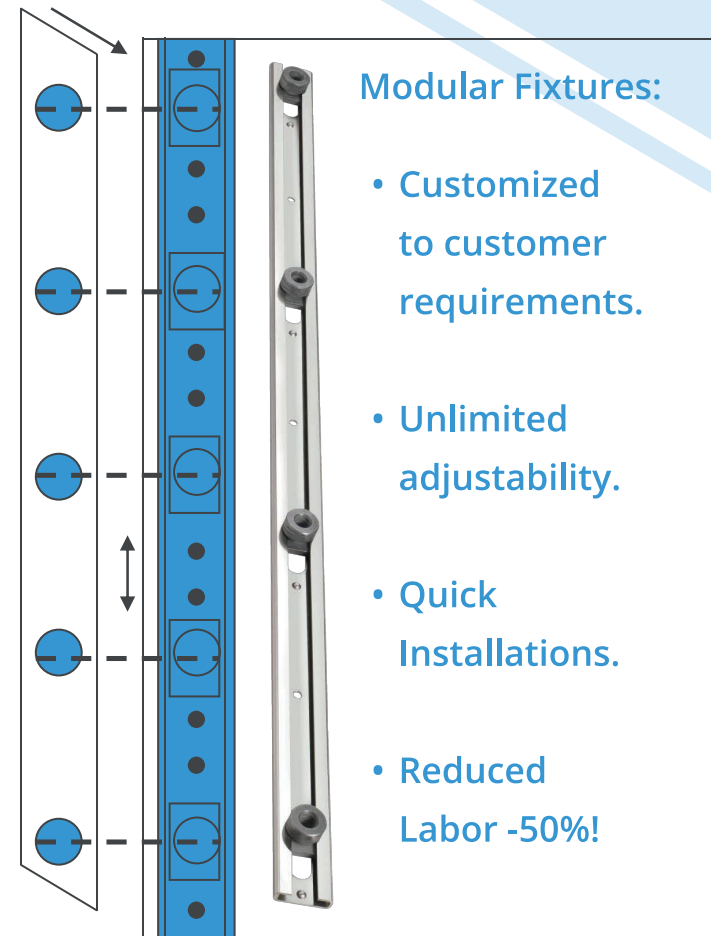 Modular Fixtures:
• Customized
to customer
requirements.
• Unlimited
adjustability.
• Quick
Installations.
• Reduced
Labor -50%!